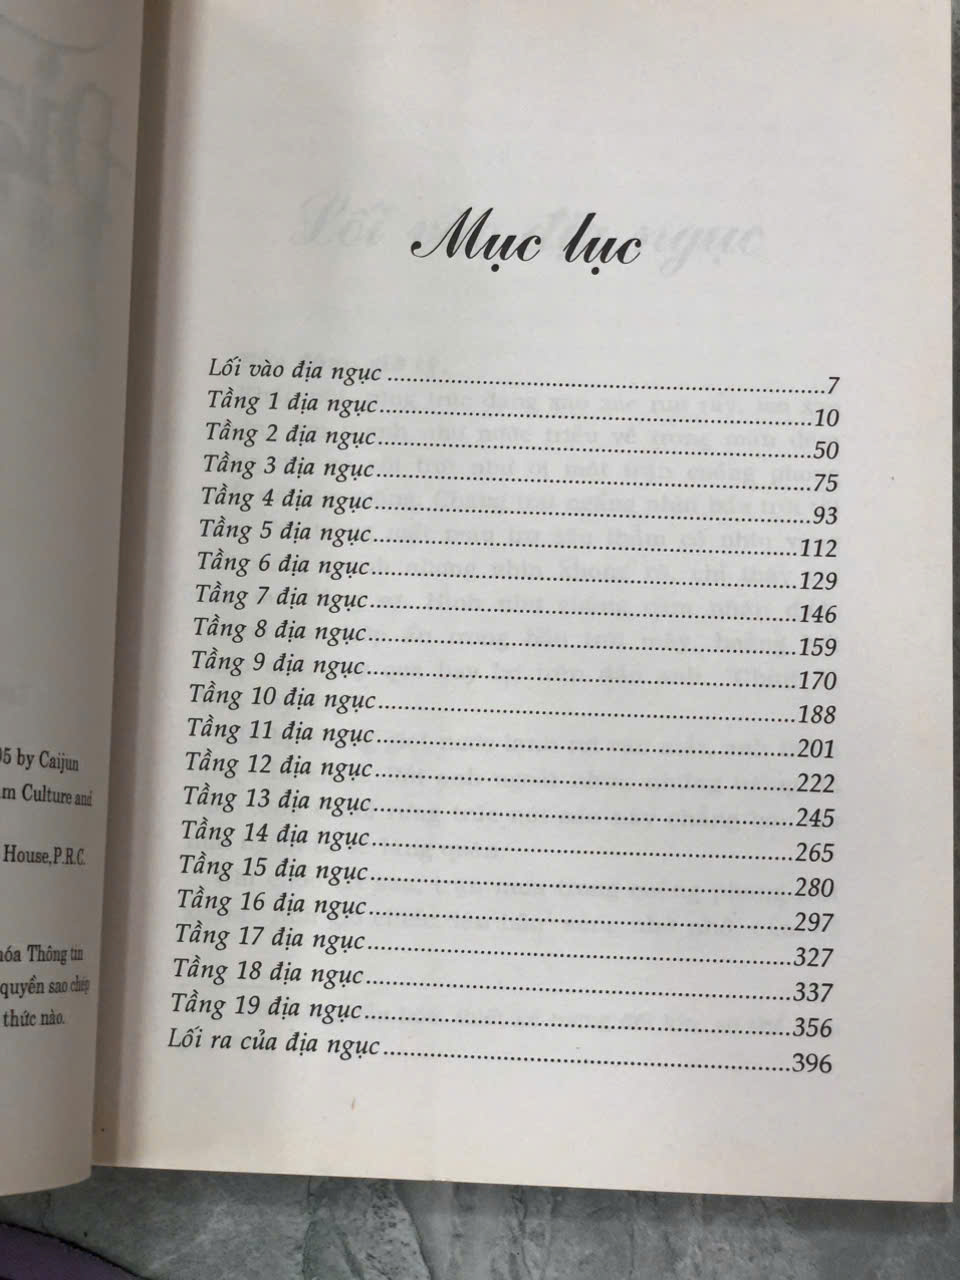 5 by Caijun
Culture and
House, P.R.C.
Thông tin
quyền sao chép
thức nào.
Mục lục
Lối vào địa ngục ........ 7
Tầng 1 địa ngục ........ 10
Tầng 2 địa ngục ........ 50
Tầng 3 địa ngục ........ 75
Tầng 4 địa ngục ........ 93
Tầng 5 địa ngục ........ 112
Tầng 6 địa ngục ........ 129
Tầng 7 địa ngục ........ 146
Tầng 8 địa ngục ........ 159
Tầng 9 địa ngục ........ 170
Tầng 10 địa ngục ........ 188
Tầng 11 địa ngục ........ 201
Tầng 12 địa ngục ........ 222
Tầng 13 địa ngục ........ 245
Tầng 14 địa ngục ........ 265
Tầng 15 địa ngục ........ 280
Tầng 16 địa ngục ........ 297
Tầng 17 địa ngục ........ 327
Tầng 18 địa ngục ........ 337
Tầng 19 địa ngục ........ 356
Lối ra của địa ngục ........ 396